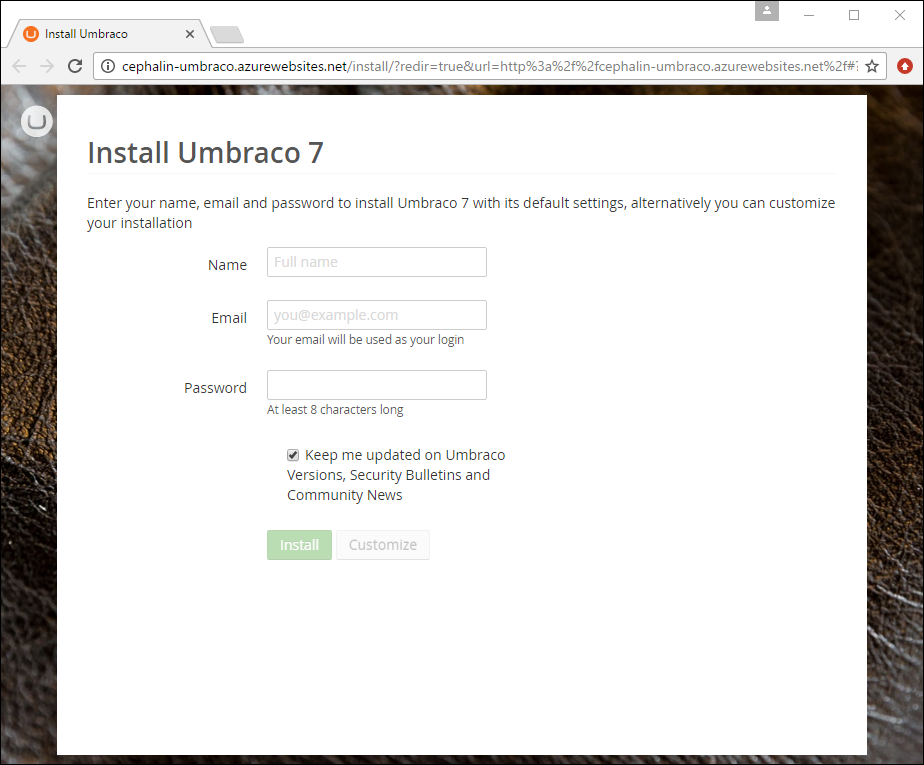 Install Umbraco
cephalin-umbraco.azurewebsites.net/install/?redir=true&url=http%3a%2f%2fcephalin-umbraco.azurewebsites.net%2f#
Install Umbraco 7
Enter your name, email and password to install Umbraco 7 with its default settings, alternatively you can customize
your installation
Name
Full name
Email
you@example.com
Your email will be used as your login
Password
At least 8 characters long
Keep me updated on Umbraco
Versions, Security Bulletins and
Community News
Install Customize